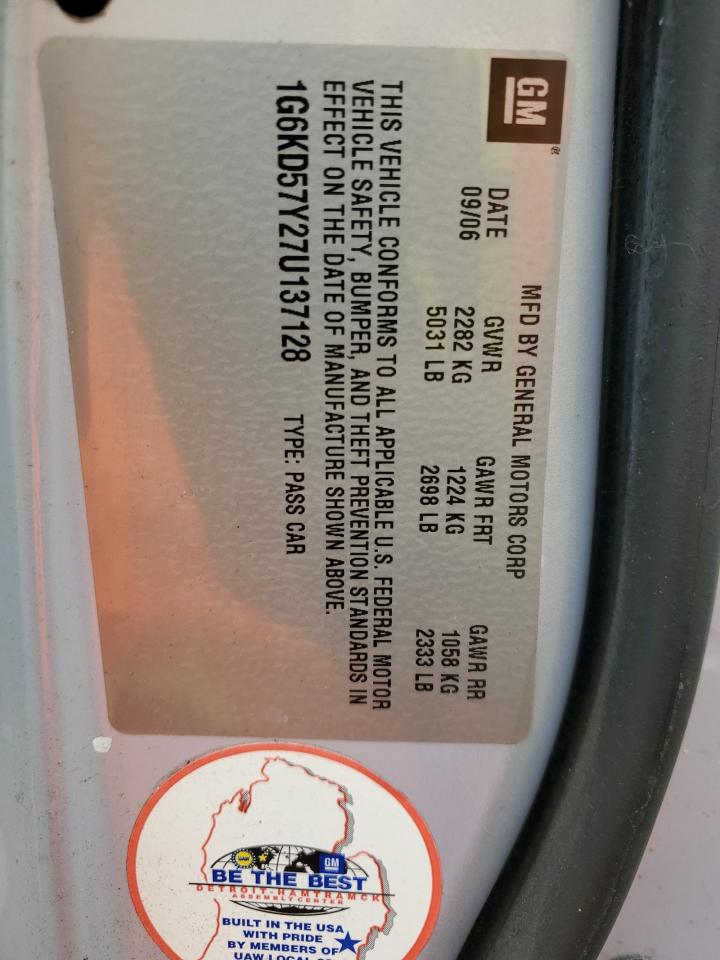 GM
MFD BY GENERAL MOTORS CORP
DATE GVWR GAWR FRT GAWR RR
09/06 2282 KG 1224 KG 1058 KG
5031 LB 2698 LB 2333 LB
THIS VEHICLE CONFORMS TO ALL APPLICABLE U.S. FEDERAL MOTOR
VEHICLE SAFETY, BUMPER, AND THEFT PREVENTION STANDARDS IN
EFFECT ON THE DATE OF MANUFACTURE SHOWN ABOVE.
1G6KD57Y27U137128 TYPE: PASS CAR
UAW GM
BE THE BEST
DETROIT-HAMTRAMCK
ASSEMBLY CENTER
BUILT IN THE USA
WITH PRIDE
BY MEMBERS OF
UAW LOCAL